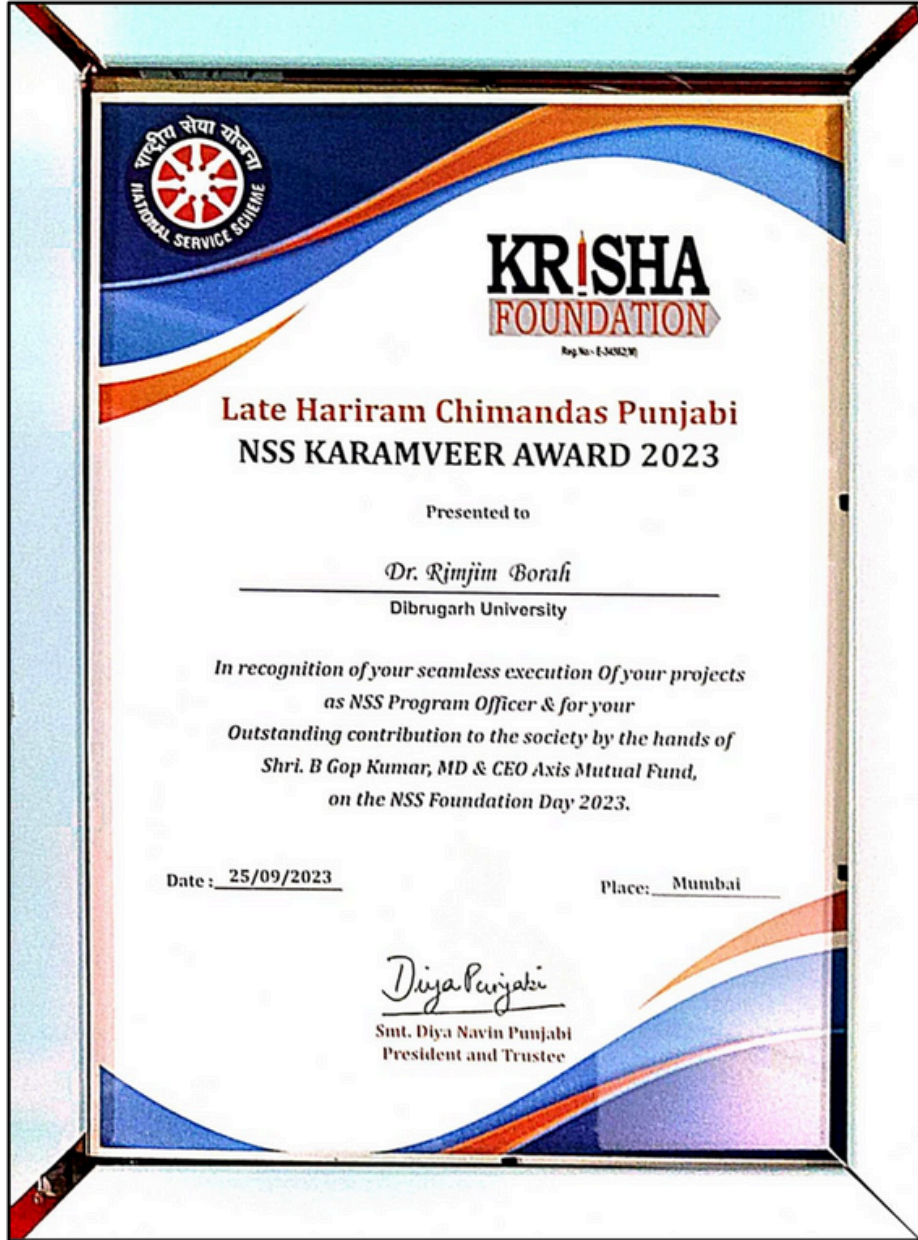 राष्ट्रीय सेवा योजना
NATIONAL SERVICE SCHEME
KRISHA
FOUNDATION
Reg. No:- E-34362(M)
Late Hariram Chimandas Punjabi
NSS KARAMVEER AWARD 2023
Presented to
Dr. Rimjim Borah
Dibrugarh University
In recognition of your seamless execution Of your projects
as NSS Program Officer & for your
Outstanding contribution to the society by the hands of
Shri. B Gop Kumar, MD & CEO Axis Mutual Fund,
on the NSS Foundation Day 2023.
Date : 25/09/2023 Place: Mumbai
Diya Punjabi
Smt. Diya Navin Punjabi
President and Trustee